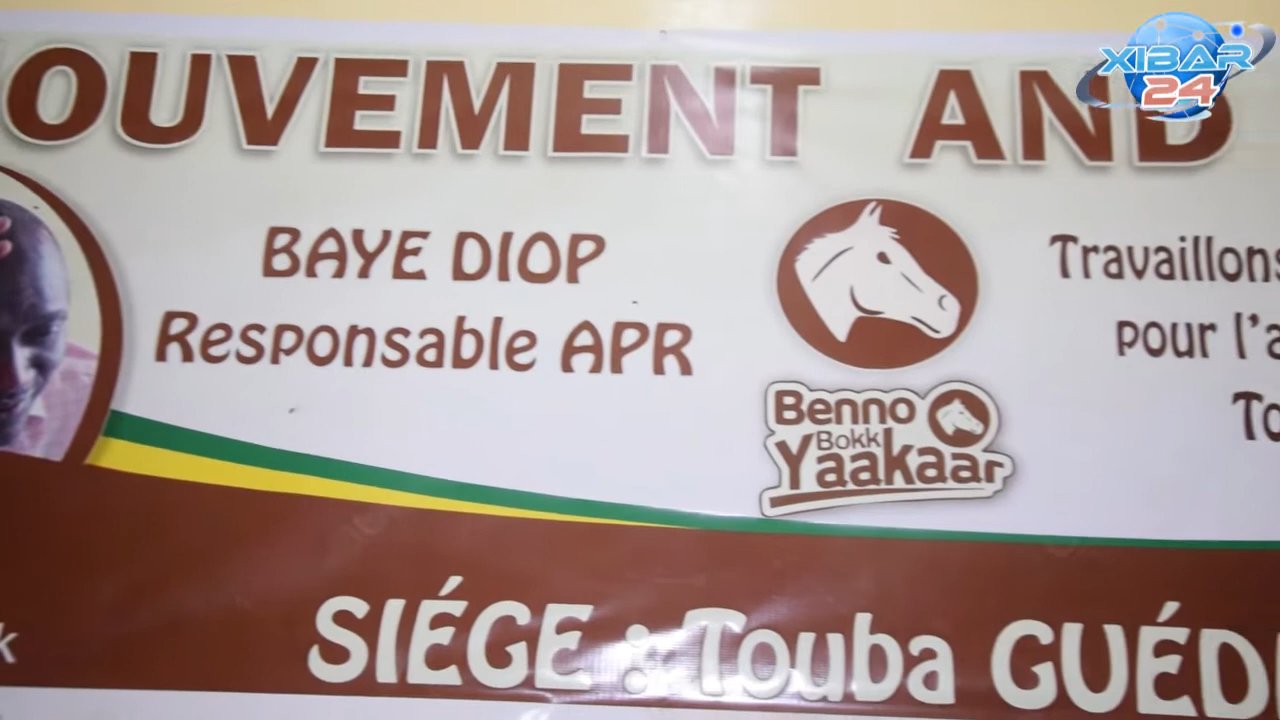 XIBAR
24
OUVEMENT AND
BAYE DIOP
Responsable APR
Travaillons
pour l'a
To
Benno
Bokk
Yaakaar
k
SIÉGE : Touba GUÉD